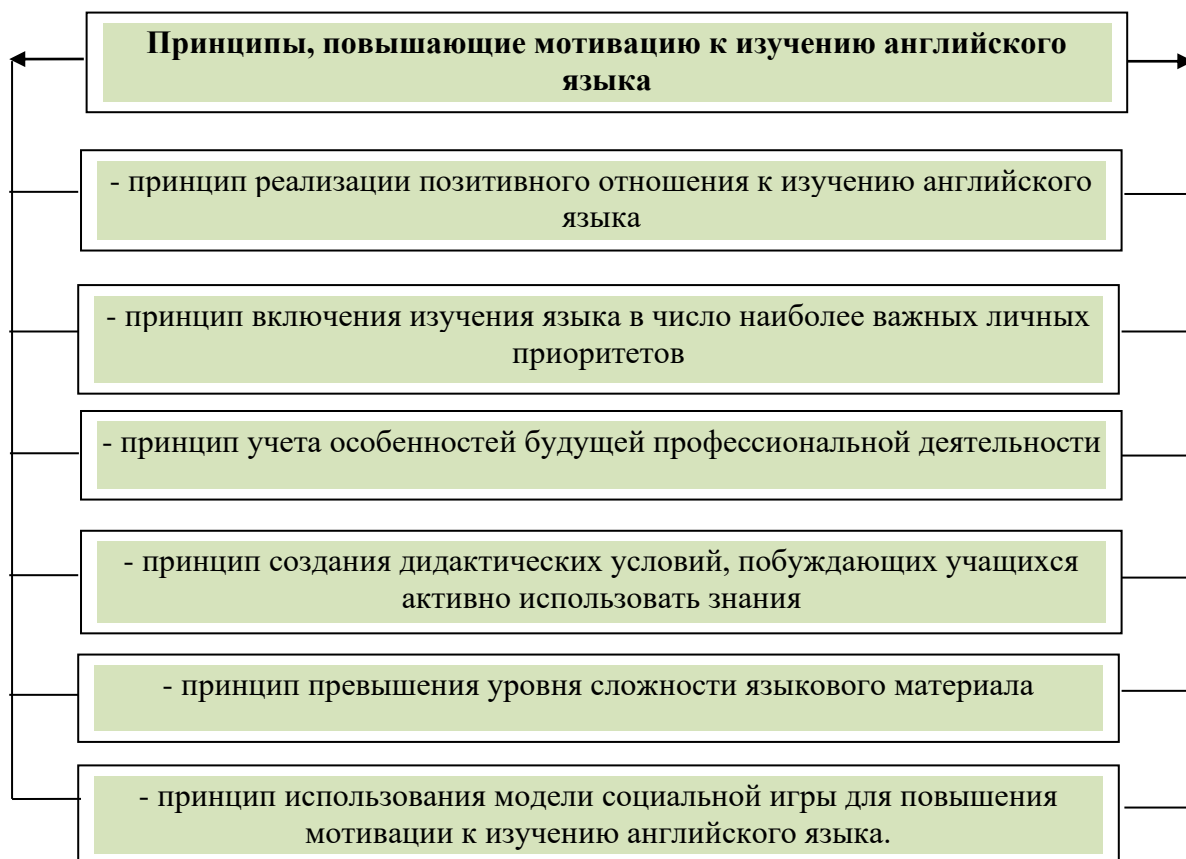 Принципы, повышающие мотивацию к изучению английского
языка
- принцип реализации позитивного отношения к изучению английского
языка
- принцип включения изучения языка в число наиболее важных личных
приоритетов
- принцип учета особенностей будущей профессиональной деятельности
- принцип создания дидактических условий, побуждающих учащихся
активно использовать знания
- принцип превышения уровня сложности языкового материала
- принцип использования модели социальной игры для повышения
мотивации к изучению английского языка.